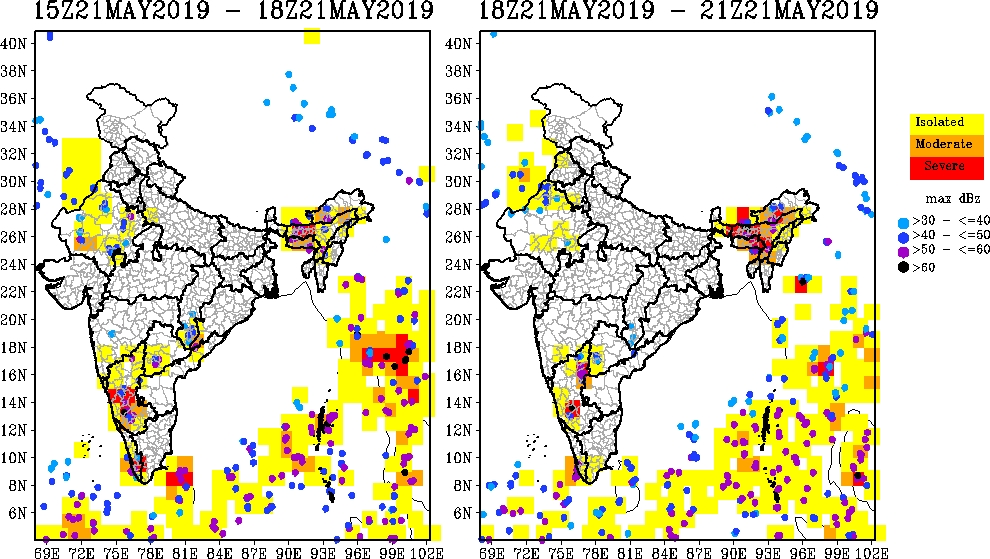 15Z21MAY2019 – 18Z21MAY2019
18Z21MAY2019 – 21Z21MAY2019
40N
38N
36N
34N
32N
30N
28N
26N
24N
22N
20N
18N
16N
14N
12N
10N
8N
6N
69E 72E 75E 78E 81E 84E 87E 90E 93E 96E 99E 102E
40N
38N
36N
34N
32N
30N
28N
26N
24N
22N
20N
18N
16N
14N
12N
10N
8N
6N
69E 72E 75E 78E 81E 84E 87E 90E 93E 96E 99E 102E
Isolated
Moderate
Severe
max dBz
>30 – <=40
>40 – <=50
>50 – <=60
>60